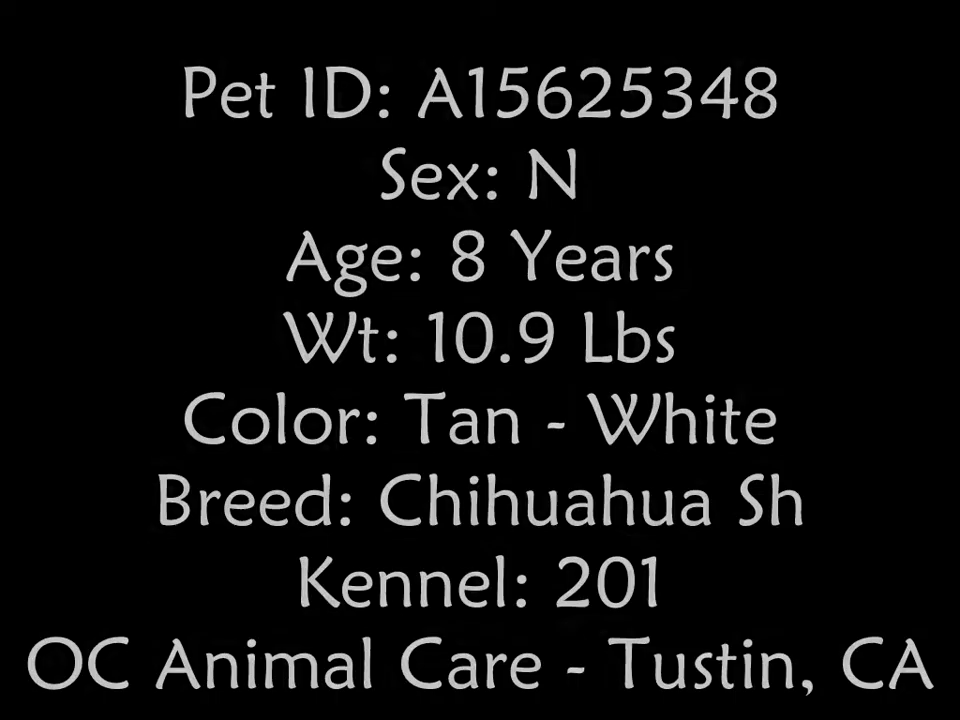 Pet ID: A15625348
Sex: N
Age: 8 Years
Wt: 10.9 Lbs
Color: Tan - White
Breed: Chihuahua Sh
Kennel: 201
OC Animal Care - Tustin, CA